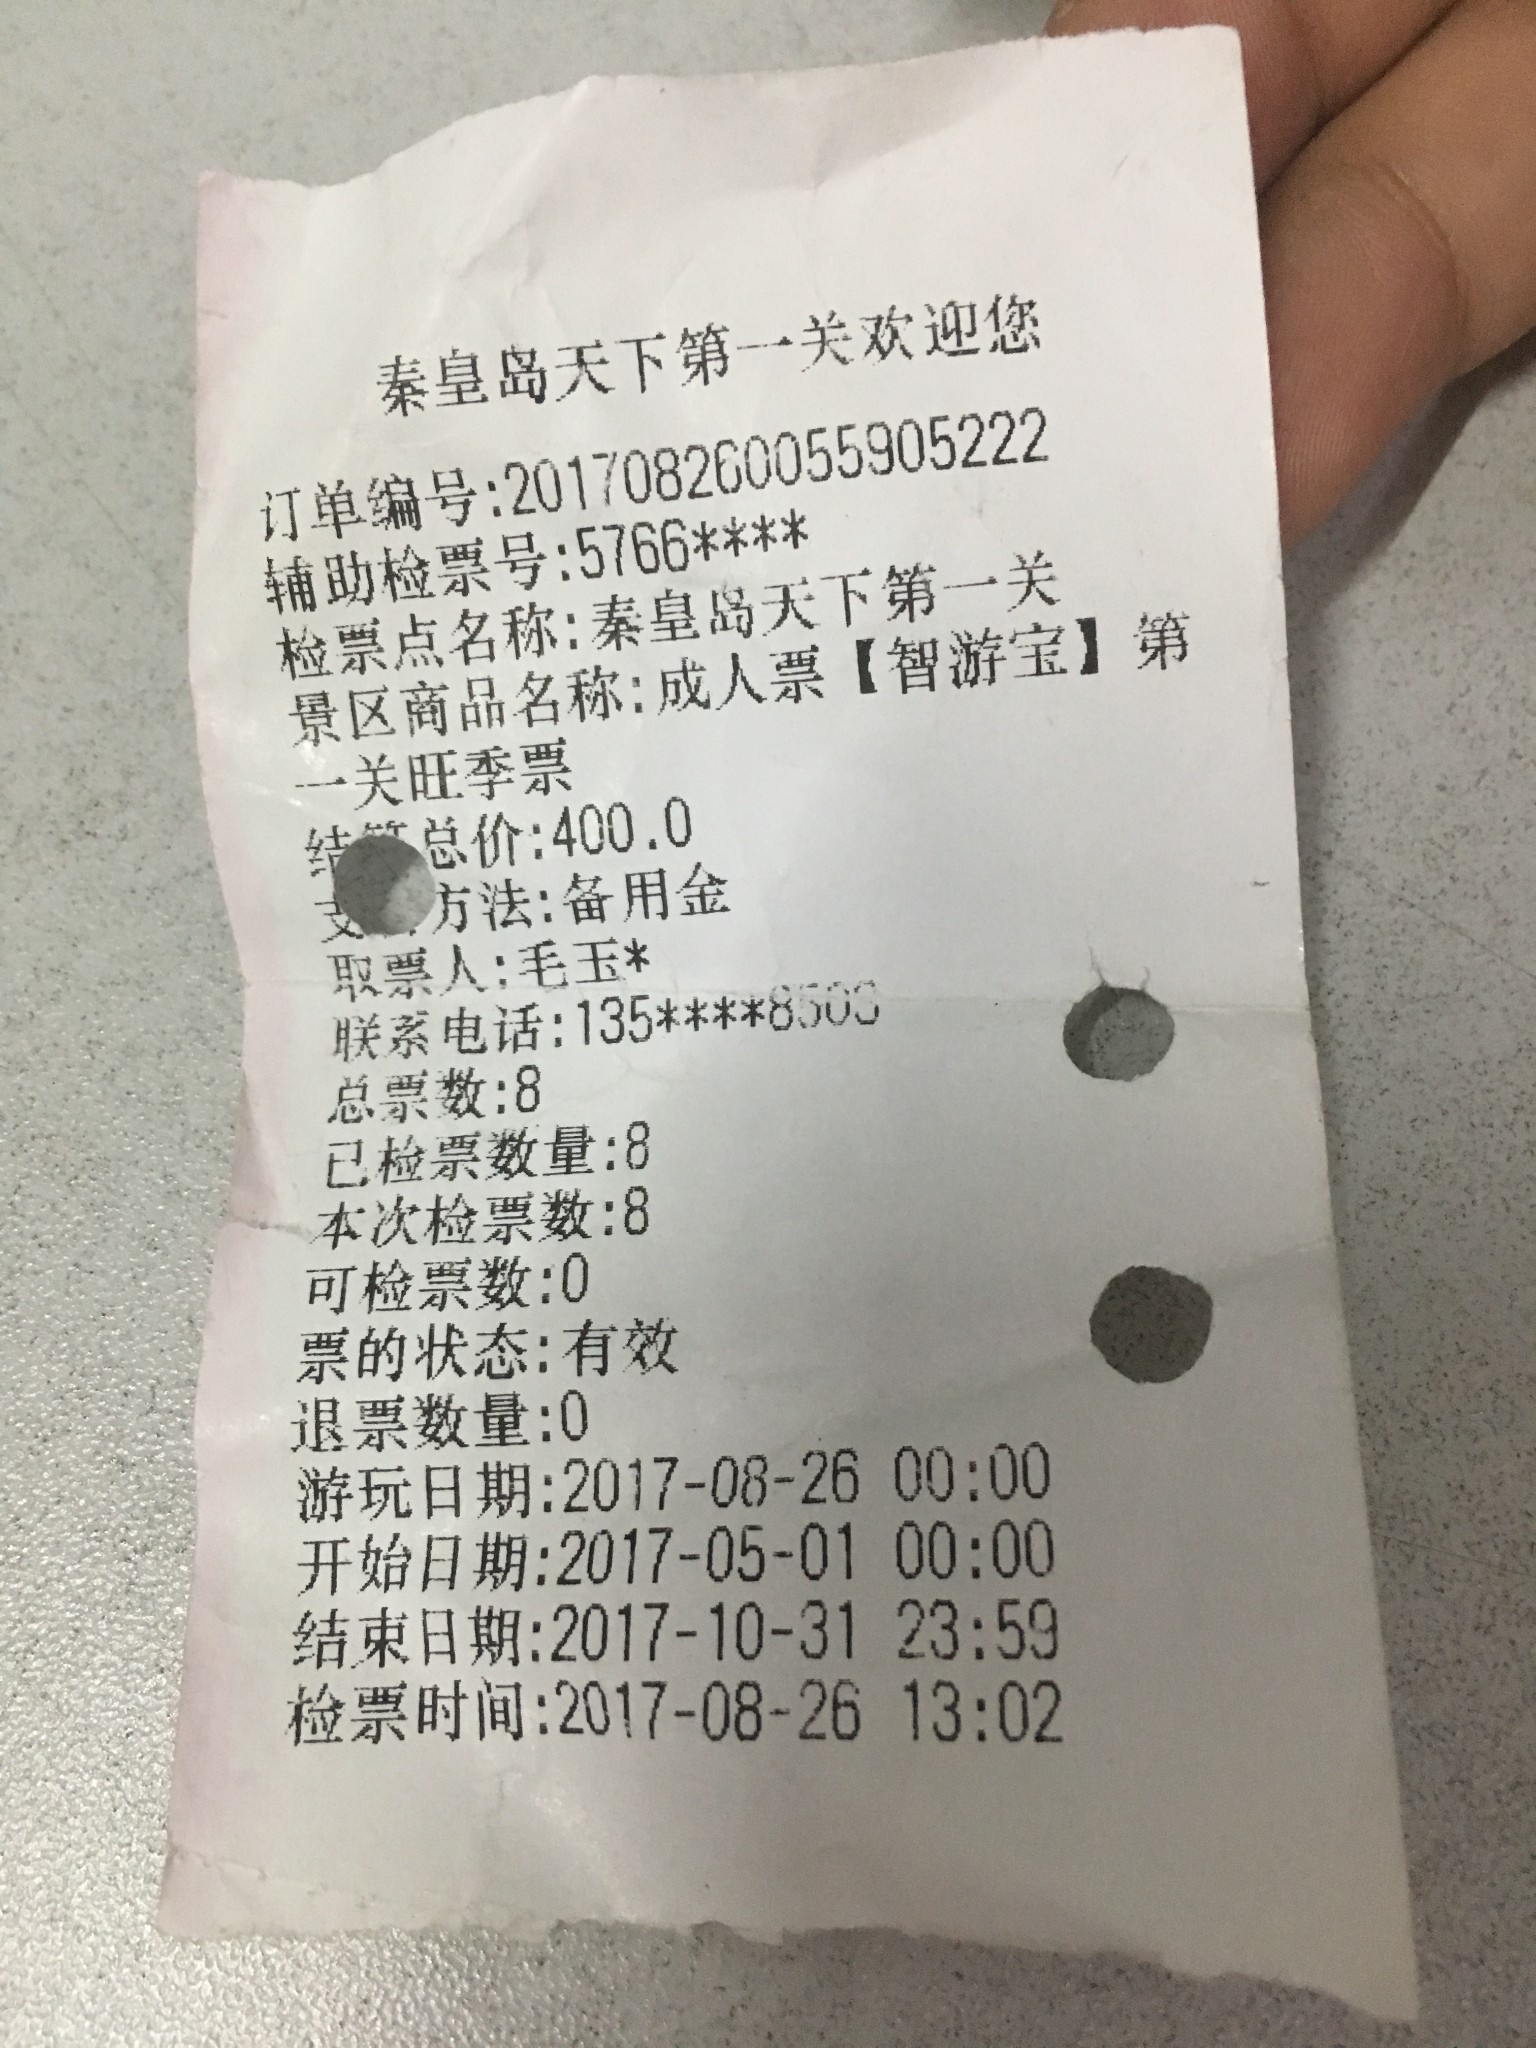 秦皇岛天下第一关欢迎您
订单编号:2017082600055905222
辅助检票号:5766****
检票点名称:秦皇岛天下第一关
景区商品名称:成人票【智游宝】第
一关旺季票
结算总价:400.0
方法:备用金
取票人:毛玉*
联系电话:135****8503
总票数:8
已检票数量:8
本次检票数:8
可检票数:0
票的状态:有效
退票数量:0
游玩日期:2017-08-26 00:00
开始日期:2017-05-01 00:00
结束日期:2017-10-31 23:59
检票时间:2017-08-26 13:02